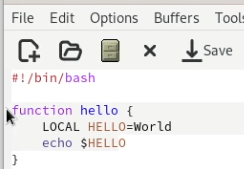 File Edit Options Buffers Tools
Save
#!/bin/bash
function hello {
    LOCAL HELLO=World
    echo $HELLO
}